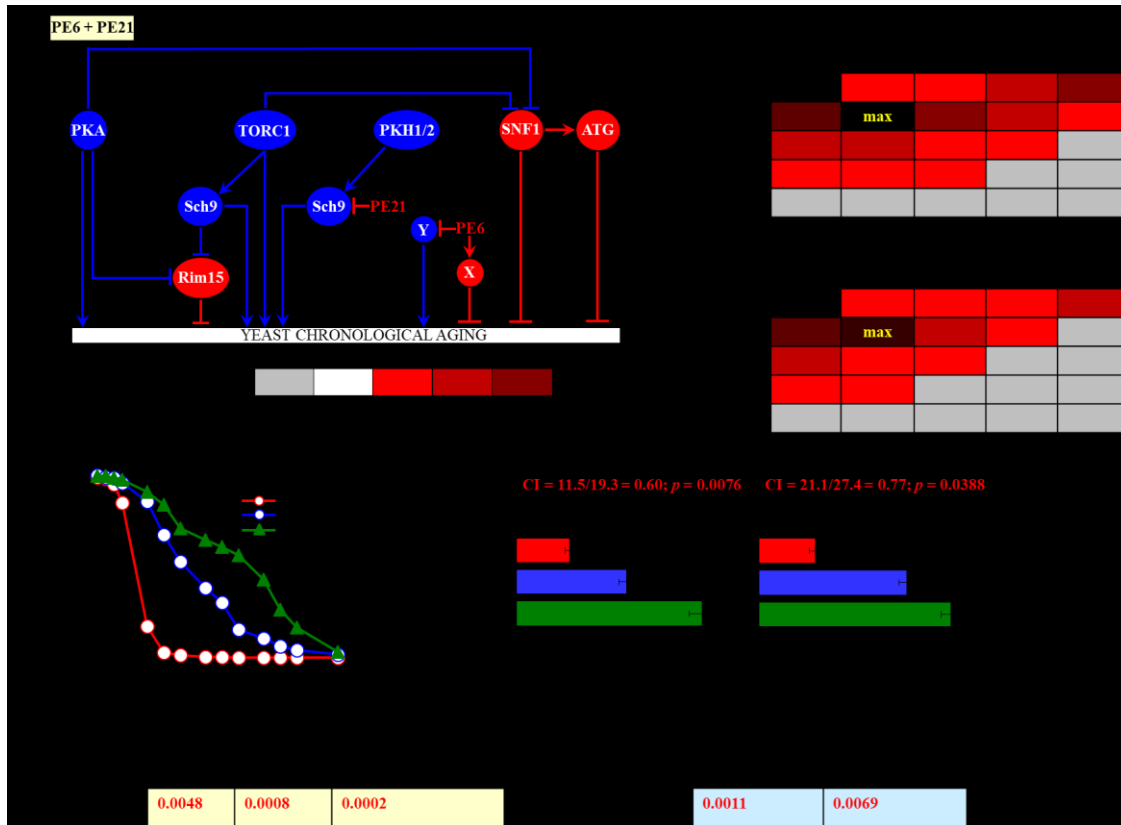 PE6 + PE21
PKA
TORC1
PKH1/2
SNF1
ATG
Sch9
Sch9
PE21
Y
PE6
Rim15
X
YEAST CHRONOLOGICAL AGING
max
max
CI = 11.5/19.3 = 0.60; p = 0.0076
CI = 21.1/27.4 = 0.77; p = 0.0388
0.0048 0.0008 0.0002
0.0011 0.0069